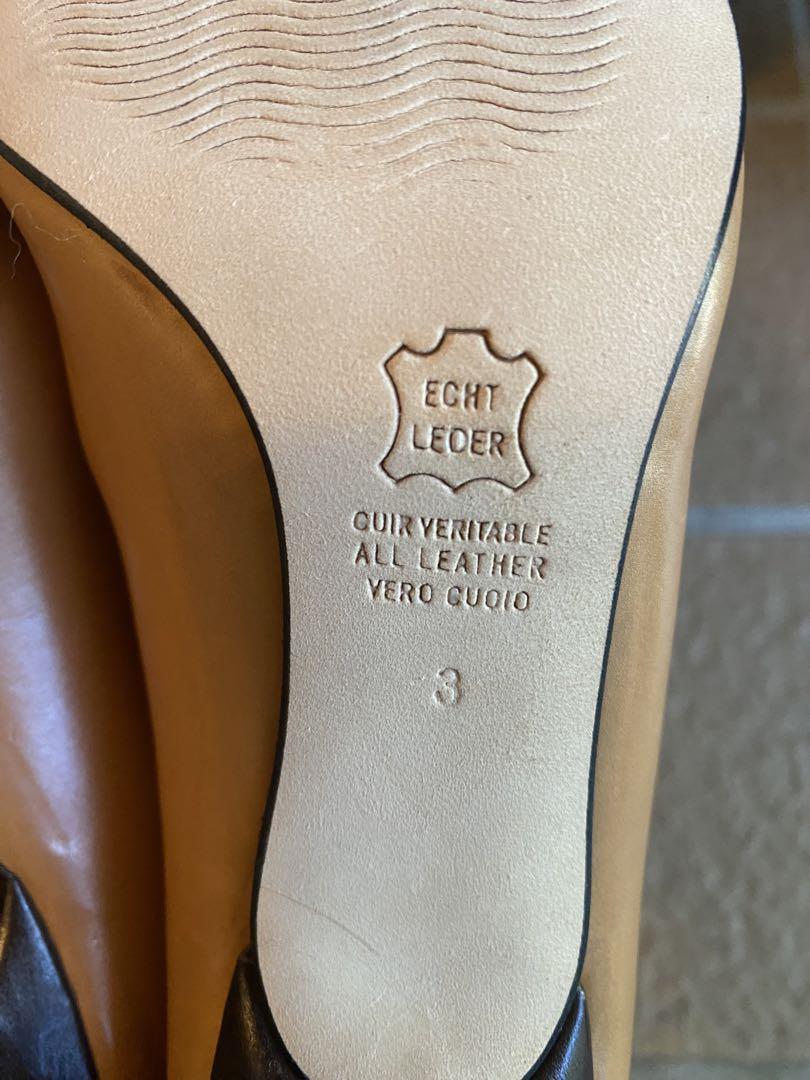 ECHT
LEDER
CUIR VERITABLE
ALL LEATHER
VERO CUOIO
3